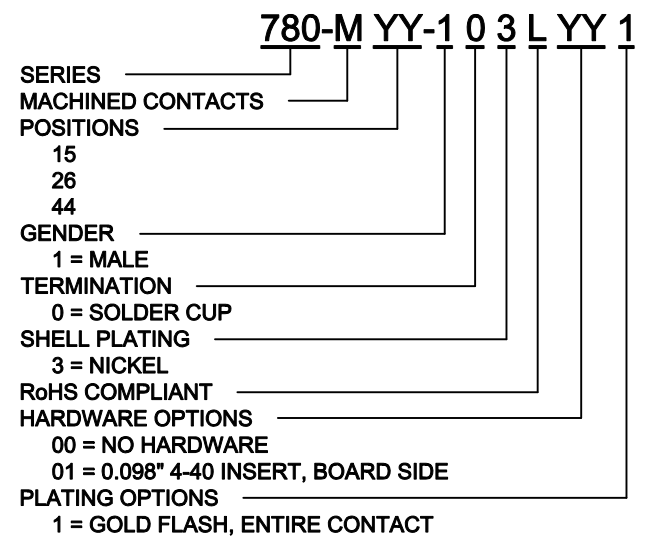 780-M YY-1 0 3 L YY 1
SERIES
MACHINED CONTACTS
POSITIONS
15
26
44
GENDER
1 = MALE
TERMINATION
0 = SOLDER CUP
SHELL PLATING
3 = NICKEL
RoHS COMPLIANT
HARDWARE OPTIONS
00 = NO HARDWARE
01 = 0.098" 4-40 INSERT, BOARD SIDE
PLATING OPTIONS
1 = GOLD FLASH, ENTIRE CONTACT